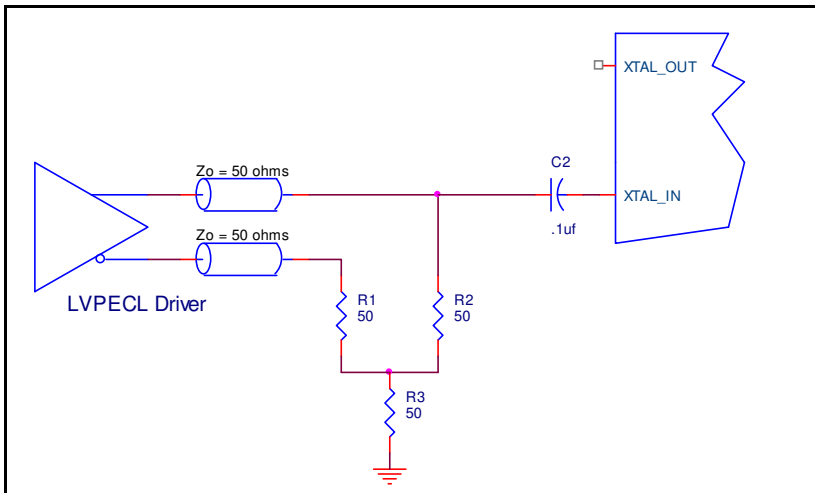 XTAL_OUT
Zo = 50 ohms
C2
XTAL_IN
.1uf
Zo = 50 ohms
LVPECL Driver
R1
50
R2
50
R3
50